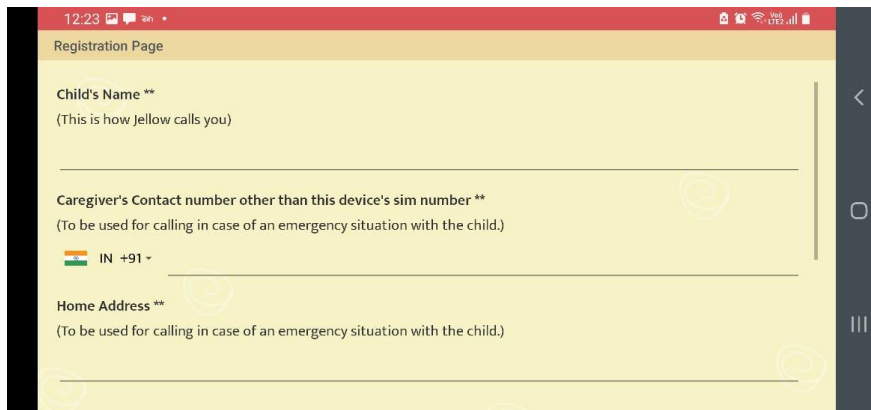 12:23
Vo)) LTE2
Registration Page
Child's Name **
(This is how Jellow calls you)
Caregiver's Contact number other than this device's sim number **
(To be used for calling in case of an emergency situation with the child.)
IN +91
Home Address **
(To be used for calling in case of an emergency situation with the child.)